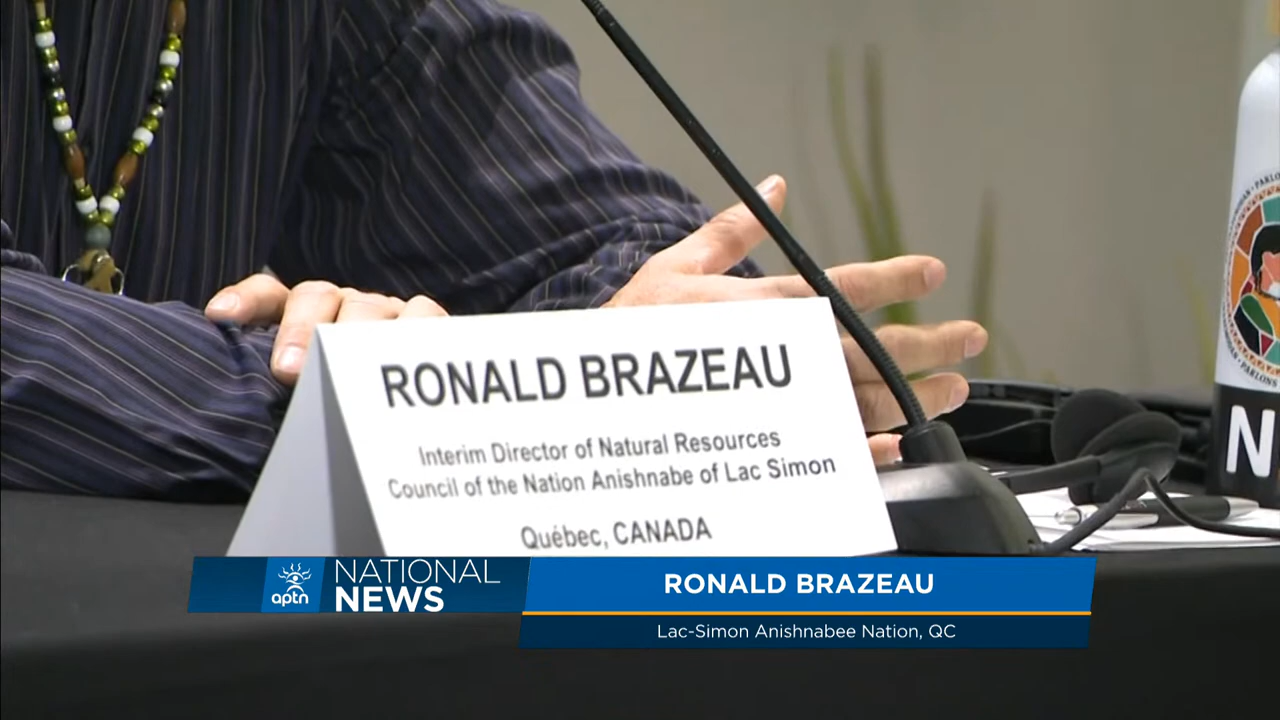 RONALD BRAZEAU
Interim Director of Natural Resources
Council of the Nation Anishnabe of Lac Simon
Québec, CANADA
aptn
NATIONAL
NEWS
RONALD BRAZEAU
Lac-Simon Anishnabee Nation, QC
N